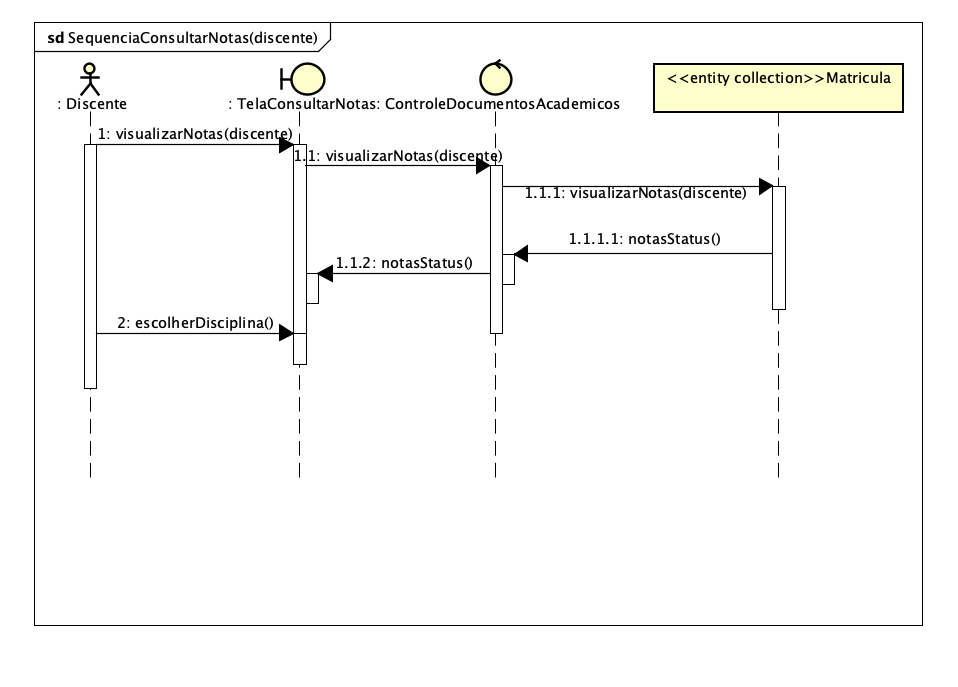 sd SequenciaConsultarNotas(discente)
<<entity collection>>Matricula
: Discente
: TelaConsultarNotas
: ControleDocumentosAcademicos
1: visualizarNotas(discente)
1.1: visualizarNotas(discente)
1.1.1: visualizarNotas(discente)
1.1.1.1: notasStatus()
1.1.2: notasStatus()
2: escolherDisciplina()